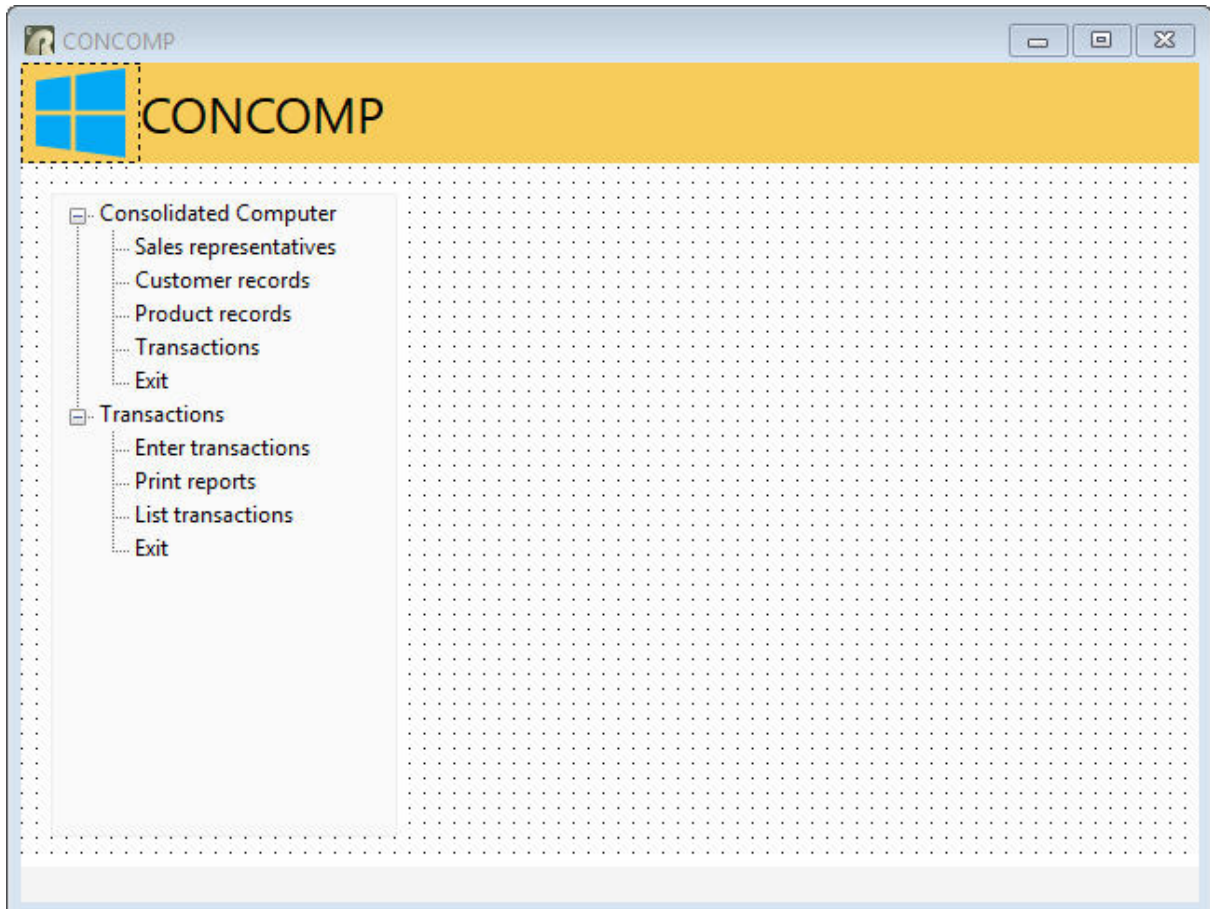 CONCOMP
CONCOMP
Consolidated Computer
Sales representatives
Customer records
Product records
Transactions
Exit
Transactions
Enter transactions
Print reports
List transactions
Exit